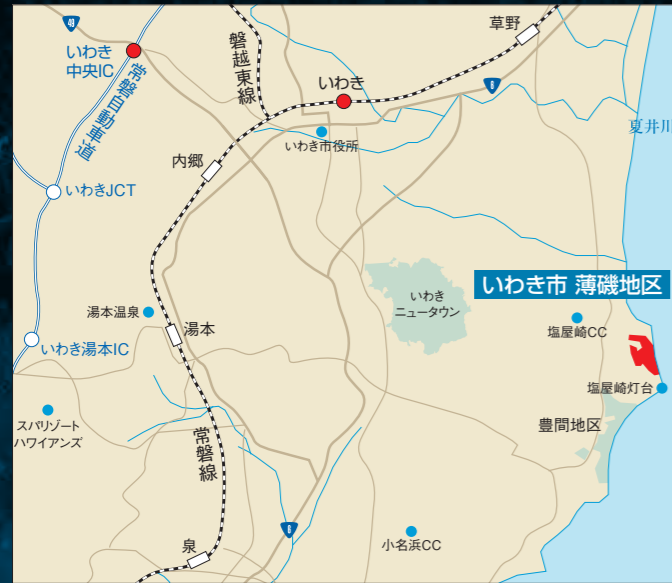 49
いわき
中央IC
常磐自動車道
磐越東線
草野
いわき
6
夏井川
いわき市役所
内郷
いわきJCT
いわき
ニュータウン
いわき市 薄磯地区
湯本温泉
湯本
塩屋崎CC
いわき湯本IC
塩屋崎灯台
スパリゾート
ハワイアンズ
豊間地区
常磐線
6
泉
小名浜CC